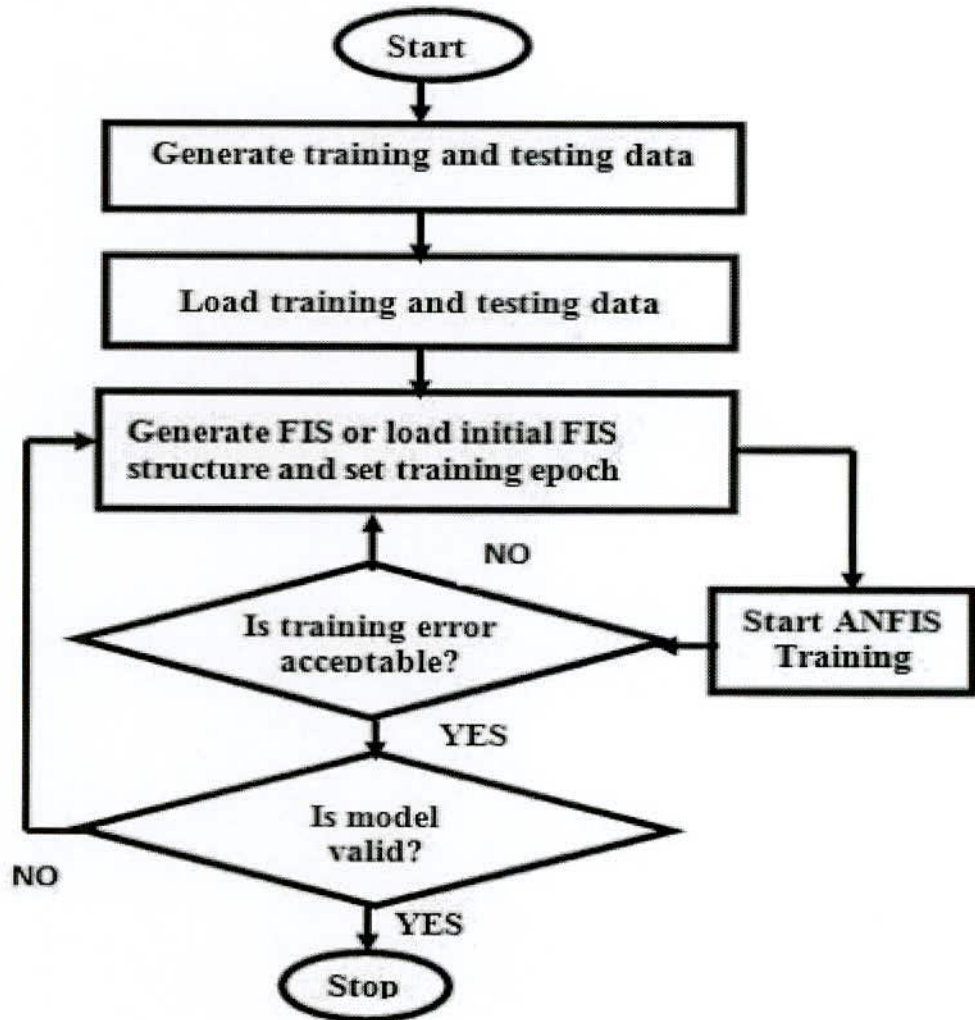 Start
Generate training and testing data
Load training and testing data
Generate FIS or load initial FIS
structure and set training epoch
NO
Is training error
acceptable?
Start ANFIS
Training
YES
Is model
valid?
NO
YES
Stop